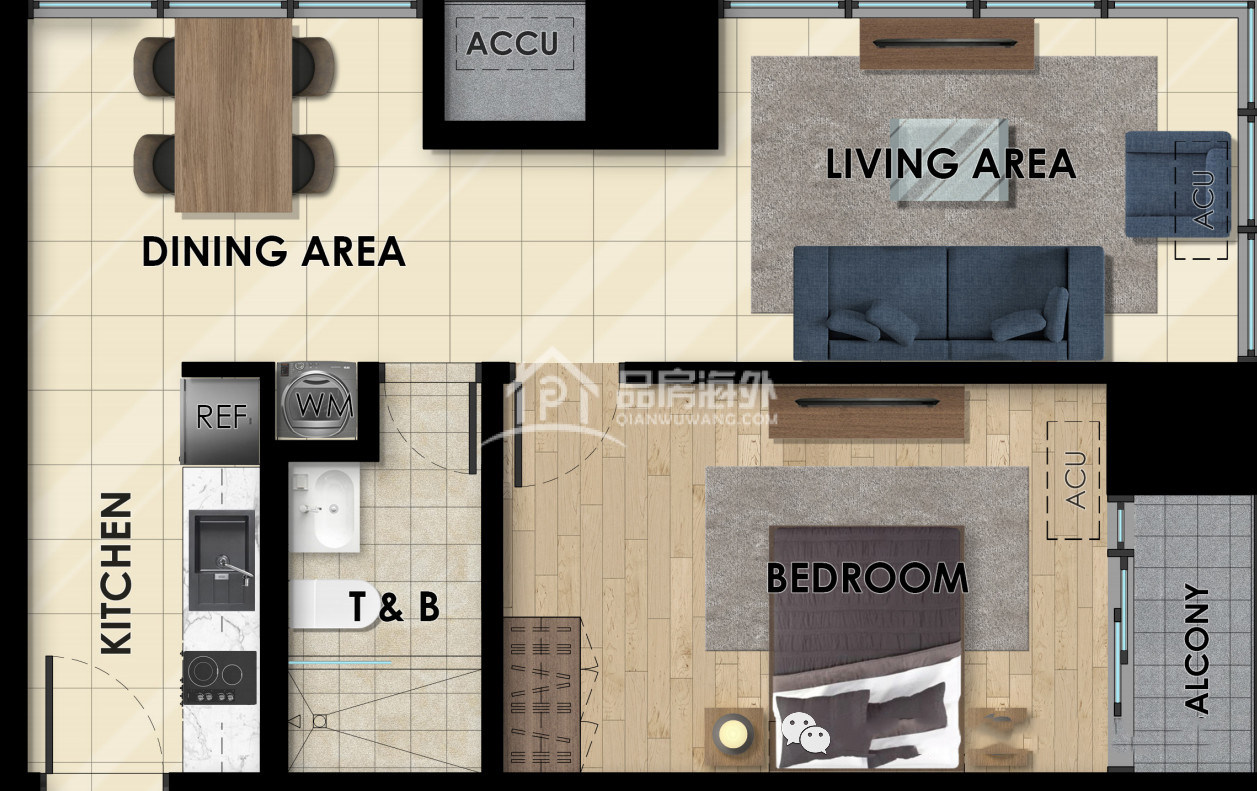 ACCU
LIVING AREA
ACU
DINING AREA
品房海外
QIANWUWANG.COM
REF
WM
ACU
KITCHEN
BEDROOM
T & B
ALCONY